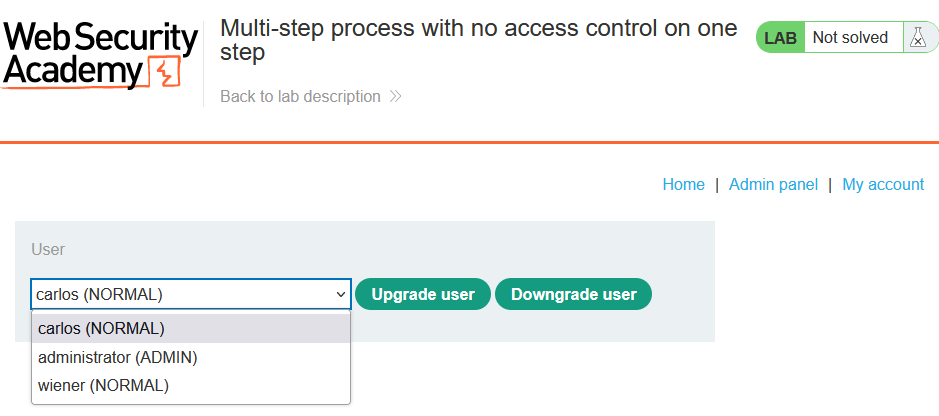 Web Security
Academy
Multi-step process with no access control on one
step
Back to lab description
LAB Not solved
Home | Admin panel | My account
User
carlos (NORMAL) Upgrade user Downgrade user
carlos (NORMAL)
administrator (ADMIN)
wiener (NORMAL)